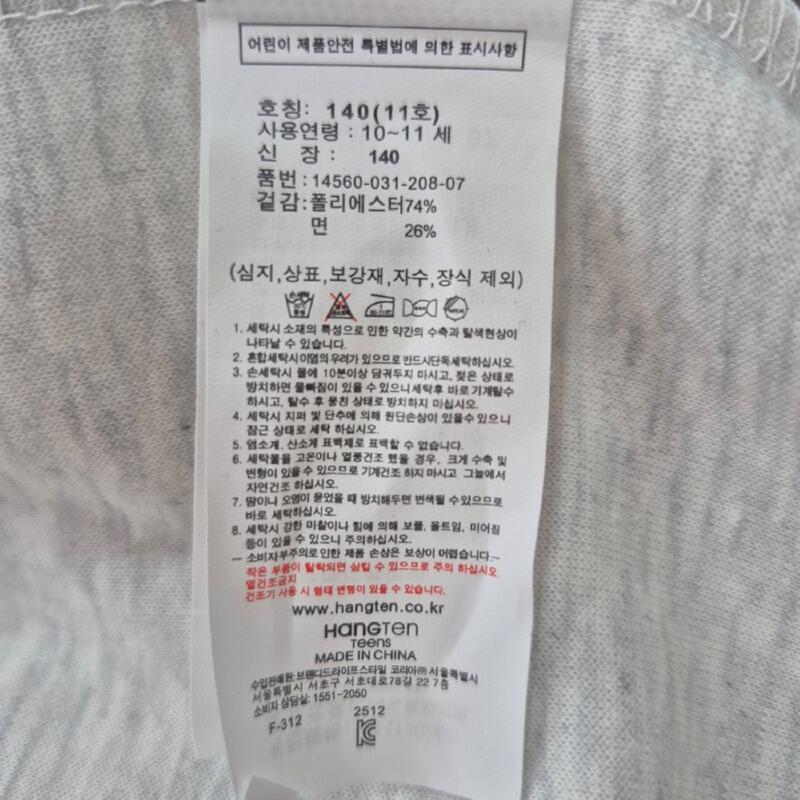 어린이 제품안전 특별법에 의한 표시사항
호칭: 140(11호)
사용연령 : 10~11 세
신 장 : 140
품번 : 14560-031-208-07
겉감:폴리에스터74%
면 26%
(심지,상표,보강재,자수,장식 제외)
손세탁
1. 세탁시 소재의 특성으로 인한 약간의 수축과 탈색현상이
나타날 수 있습니다.
2. 혼합세탁시이염의우려가 있으므로 반드시단독세탁하십시오.
3. 손세탁시 물에 10분이상 담궈두지 마시고, 젖은 상태로
방치하면 물빠짐이 있을 수 있으니 세탁후 바로 기계탈수
하시고, 탈수 후 뭉친 상태로 방치하지 마십시오.
4. 세탁시 지퍼 및 단추에 의해 원단손상이 있을수 있으니
잠근 상태로 세탁 하십시오.
5. 염소계, 산소계 표백제로 표백할 수 없습니다.
6. 세탁물을 고온이나 열풍건조 했을 경우, 크게 수축 및
변형이 있을 수 있으므로 기계건조 하지 마시고 그늘에서
자연건조 하십시오.
7. 땀이나 오염이 묻었을 때 방치해두면 변색될 수있으므로
바로 세탁하십시오.
8. 세탁시 강한 마찰이나 힘에 의해 보풀, 올트임, 미어짐
등이 있을 수 있으니 주의하십시오.
– 소비자부주의로 인한 제품 손상은 보상이 어렵습니다.–
작은 부품이 탈락되면 삼킬 수 있으므로 주의 하십시오.
열건조금지
건조기 사용 시 형태 변형이 있을 수 있습니다.
www.hangten.co.kr
HANGTEN
Teens
MADE IN CHINA
수입판매원: 브랜디드라이프스타일 코리아㈜서울특별시
서울특별시 서초구 서초대로78길 22 7층
소비자 상담실: 1551-2050
F-312 2512
KC